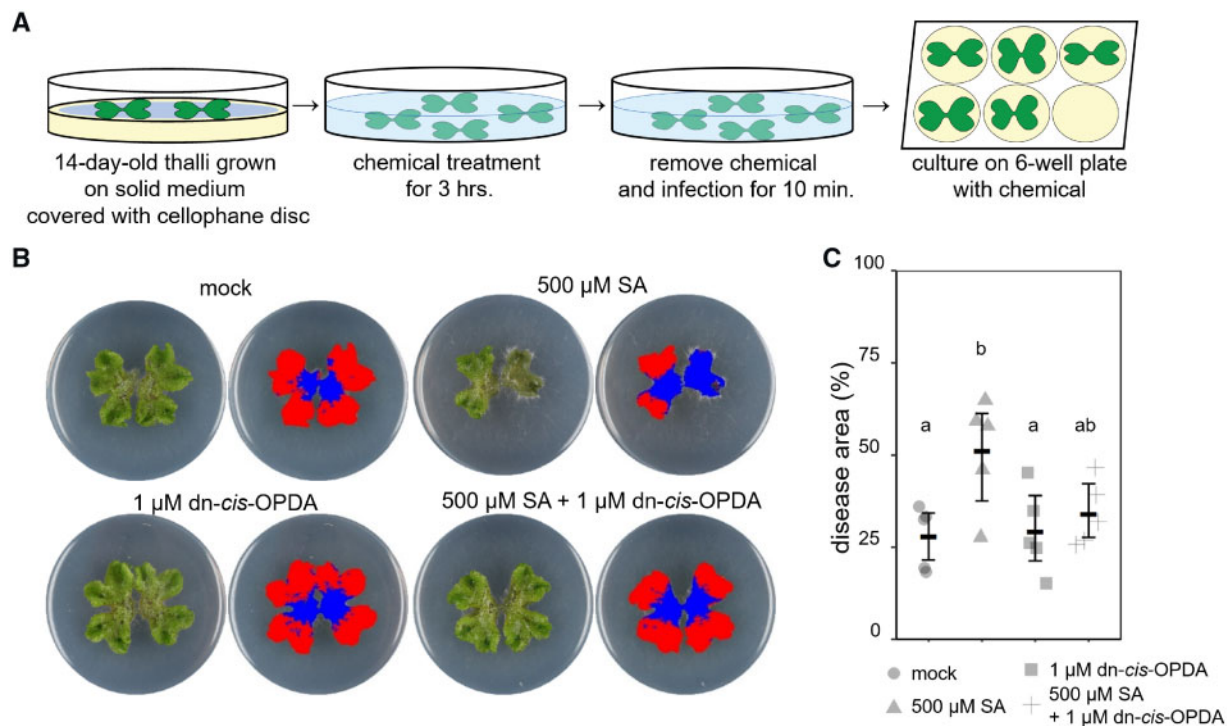 A
14-day-old thalli grown
on solid medium
covered with cellophane disc
chemical treatment
for 3 hrs.
remove chemical
and infection for 10 min.
culture on 6-well plate
with chemical
B
mock
500 µM SA
1 µM dn-cis-OPDA
500 µM SA + 1 µM dn-cis-OPDA
C
disease area (%)
100
75
50
25
0
a
b
a
ab
mock
500 µM SA
1 µM dn-cis-OPDA
500 µM SA
+ 1 µM dn-cis-OPDA